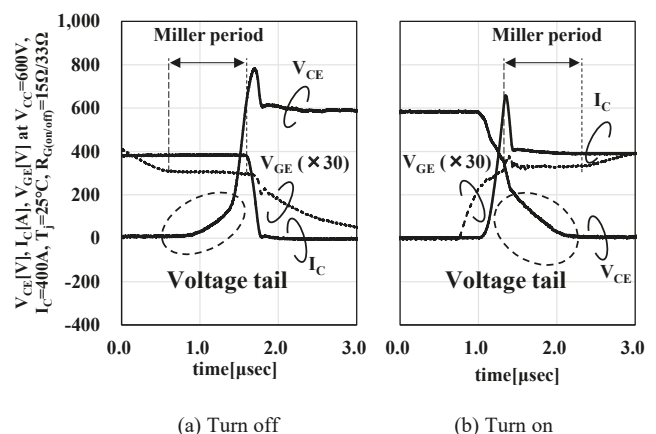 V_CE[V], I_C[A], V_GE[V] at V_CC=600V,
I_C=400A, T_j=25°C, R_G(on/off)=15Ω/33Ω
1,000
800
600
400
200
0
-200
-400
Miller period
V_CE
V_GE (×30)
I_C
Voltage tail
0.0 1.0 2.0 3.0
time[μsec]
(a) Turn off
Miller period
I_C
V_GE (×30)
Voltage tail
V_CE
0.0 1.0 2.0 3.0
time[μsec]
(b) Turn on